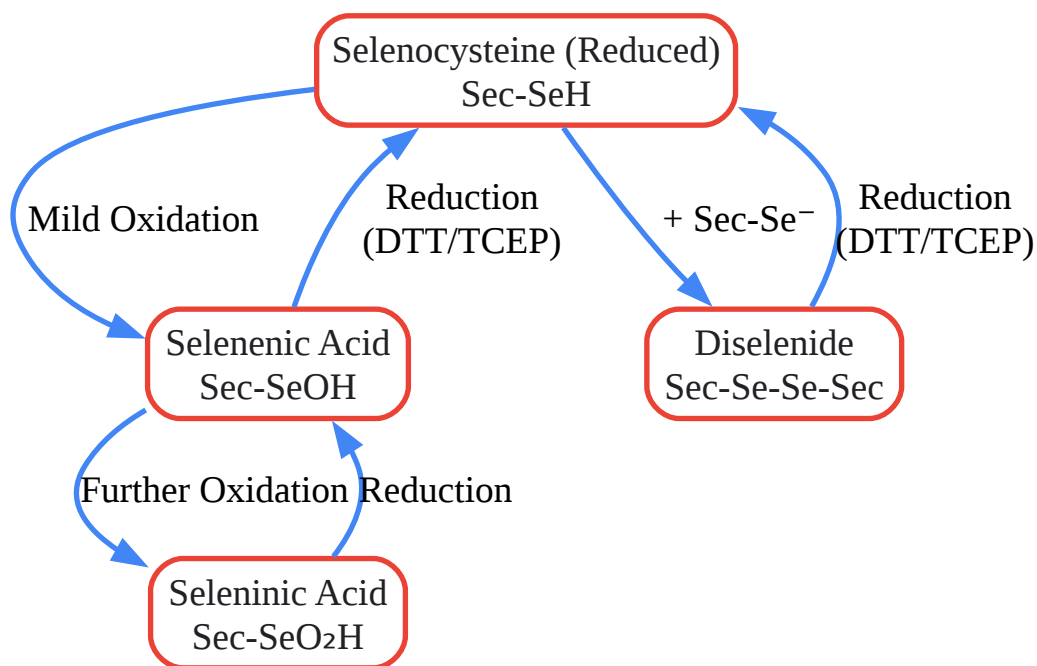 Selenocysteine (Reduced)
Sec-SeH
Mild Oxidation
Reduction
(DTT/TCEP)
+ Sec-Se⁻
Reduction
(DTT/TCEP)
Selenenic Acid
Sec-SeOH
Diselenide
Sec-Se-Se-Sec
Further Oxidation
Reduction
Seleninic Acid
Sec-SeO₂H